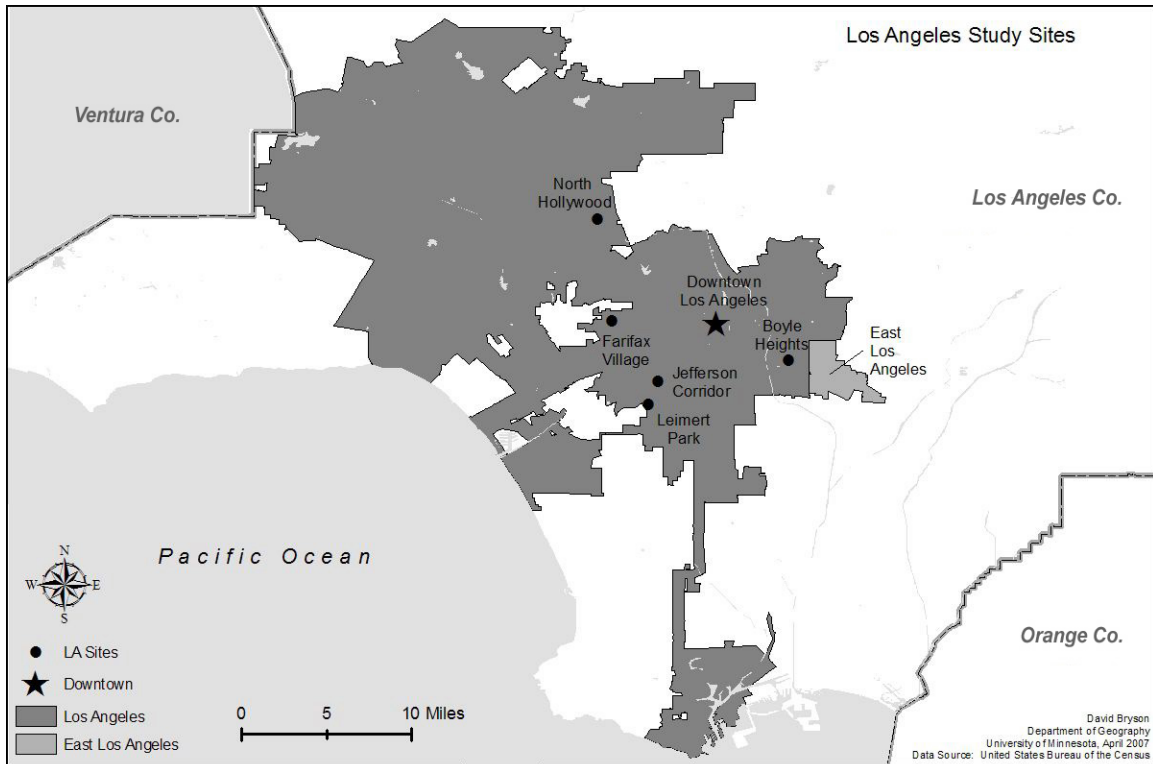 Los Angeles Study Sites
Ventura Co.
Los Angeles Co.
North
Hollywood
Downtown
Los Angeles
Boyle
Heights
East
Los
Angeles
Farifax
Village
Jefferson
Corridor
Leimert
Park
Pacific Ocean
Orange Co.
N
W E
S
LA Sites
Downtown
Los Angeles
East Los Angeles
0 5 10 Miles
David Bryson
Department of Geography
University of Minnesota, April 2007
Data Source: United States Bureau of the Census